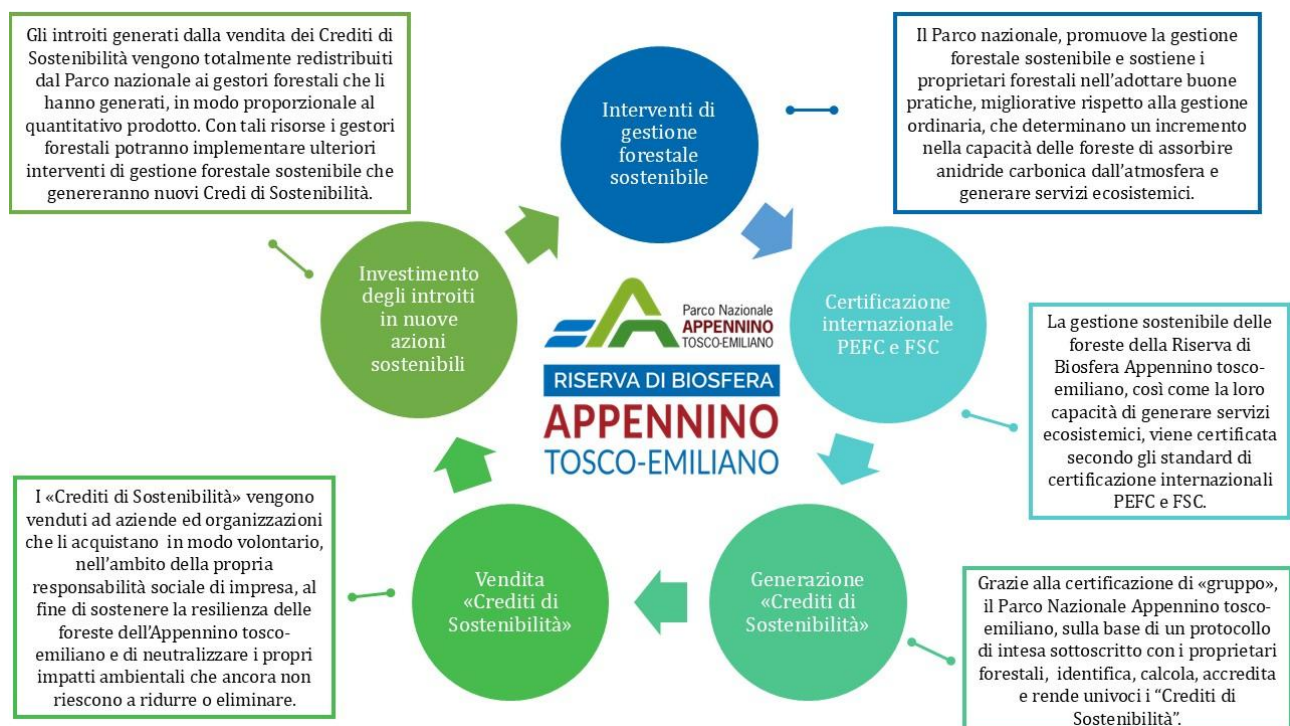 Gli introiti generati dalla vendita dei Crediti di
Sostenibilità vengono totalmente redistribuiti
dal Parco nazionale ai gestori forestali che li
hanno generati, in modo proporzionale al
quantitativo prodotto. Con tali risorse i gestori
forestali potranno implementare ulteriori
interventi di gestione forestale sostenibile che
genereranno nuovi Credi di Sostenibilità.
Interventi di
gestione
forestale
sostenibile
Il Parco nazionale, promuove la gestione
forestale sostenibile e sostiene i
proprietari forestali nell'adottare buone
pratiche, migliorative rispetto alla gestione
ordinaria, che determinano un incremento
nella capacità delle foreste di assorbire
anidride carbonica dall'atmosfera e
generare servizi ecosistemici.
Investimento
degli introiti
in nuove
azioni
sostenibili
Parco Nazionale
APPENNINO
TOSCO-EMILIANO
RISERVA DI BIOSFERA
APPENNINO
TOSCO-EMILIANO
Certificazione
internazionale
PEFC e FSC
La gestione sostenibile delle
foreste della Riserva di
Biosfera Appennino tosco-
emiliano, così come la loro
capacità di generare servizi
ecosistemici, viene certificata
secondo gli standard di
certificazione internazionali
PEFC e FSC.
I «Crediti di Sostenibilità» vengono
venduti ad aziende ed organizzazioni
che li acquistano in modo volontario,
nell'ambito della propria
responsabilità sociale di impresa, al
fine di sostenere la resilienza delle
foreste dell'Appennino tosco-
emiliano e di neutralizzare i propri
impatti ambientali che ancora non
riescono a ridurre o eliminare.
Vendita
«Crediti di
Sostenibilità»
Generazione
«Crediti di
Sostenibilità»
Grazie alla certificazione di «gruppo»,
il Parco Nazionale Appennino tosco-
emiliano, sulla base di un protocollo
di intesa sottoscritto con i proprietari
forestali, identifica, calcola, accredita
e rende univoci i "Crediti di
Sostenibilità".